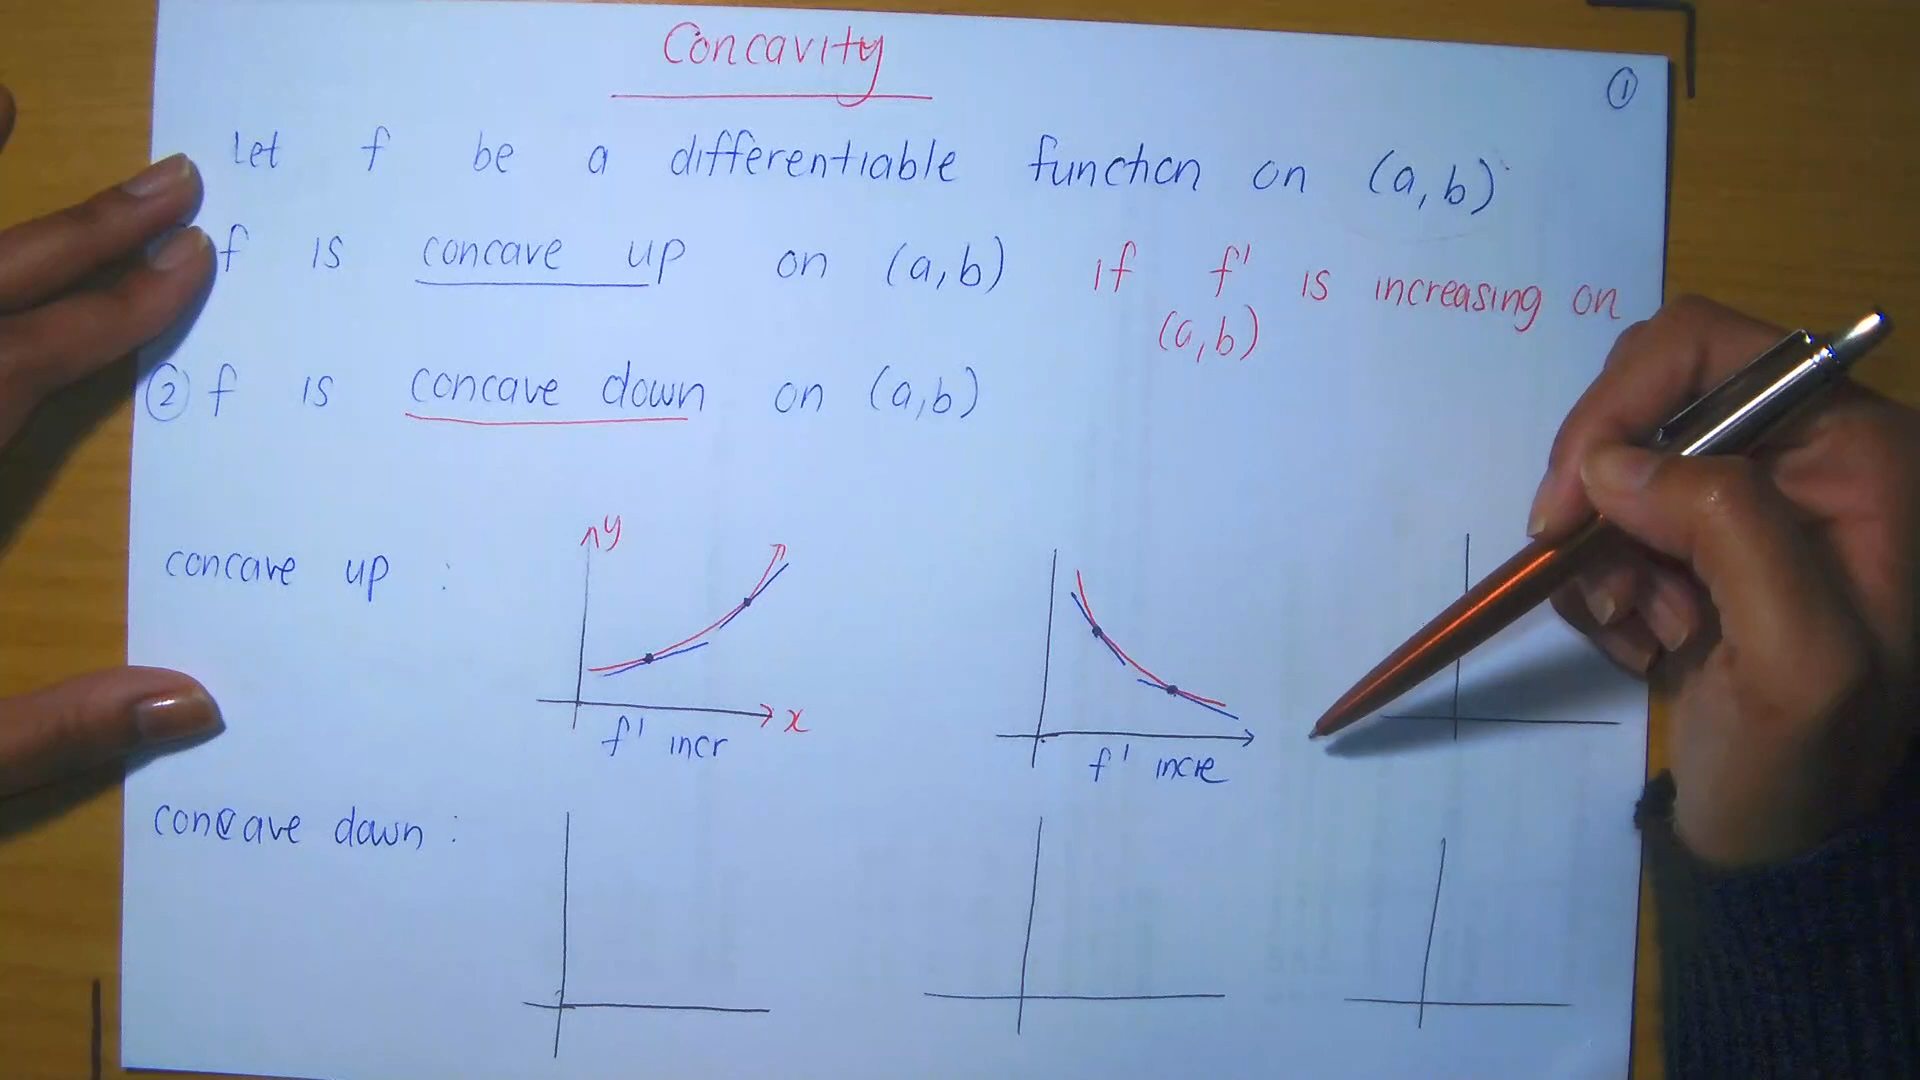 Concavity
①
Let f be a differentiable function on (a,b)
f is concave up on (a,b) if f' is increasing on
(a,b)
② f is concave down on (a,b)
concave up :
y
x
f' incr
f' incre
concave down :